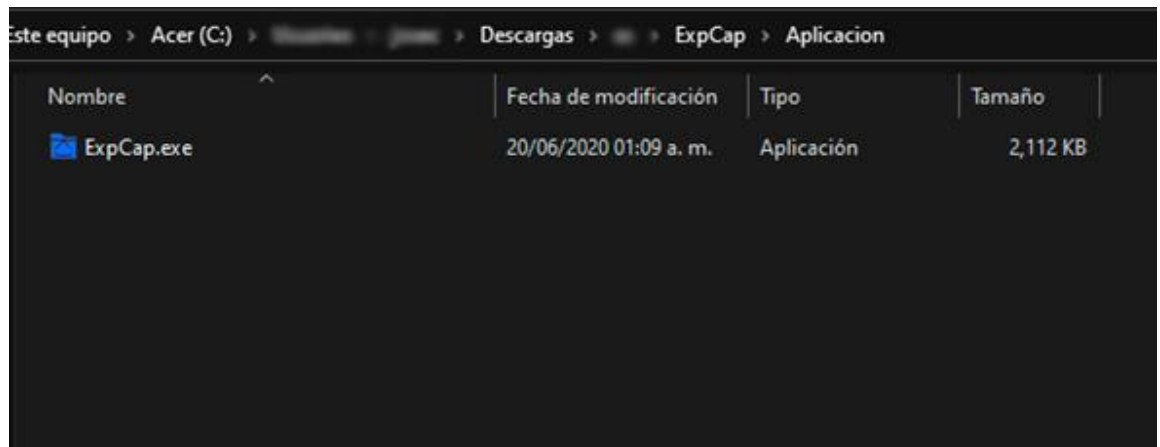 Este equipo > Acer (C:) > > Descargas > > ExpCap > Aplicacion
Nombre Fecha de modificación Tipo Tamaño
ExpCap.exe 20/06/2020 01:09 a. m. Aplicación 2,112 KB